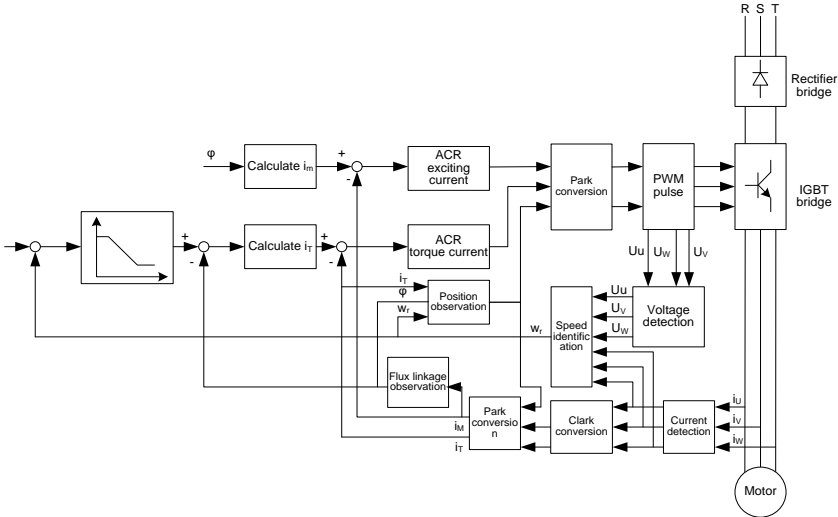 R S T
Rectifier
bridge
φ
Calculate im
+
-
ACR
exciting
current
Park
conversion
PWM
pulse
IGBT
bridge
+
-
Calculate iT
+
-
ACR
torque current
Uu
UW
UV
iT
φ
wr
Position
observation
Speed
identific
ation
Uu
UV
UW
Voltage
detection
wr
Flux linkage
observation
iM
iT
Park
conversio
n
Clark
conversion
Current
detection
iU
iV
iW
Motor